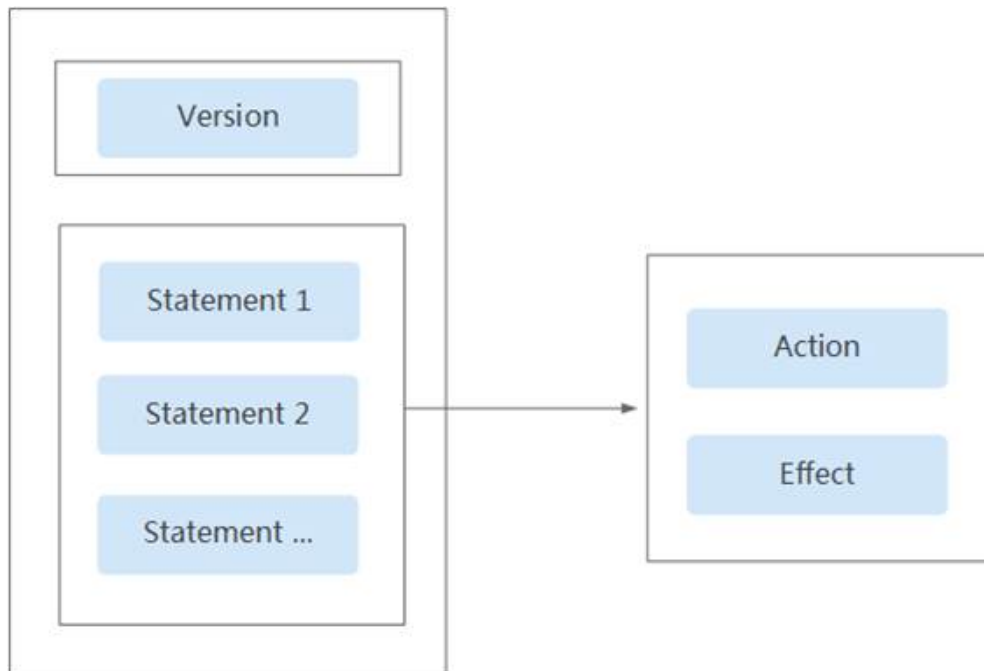 Version
Statement 1
Statement 2
Statement ...
Action
Effect